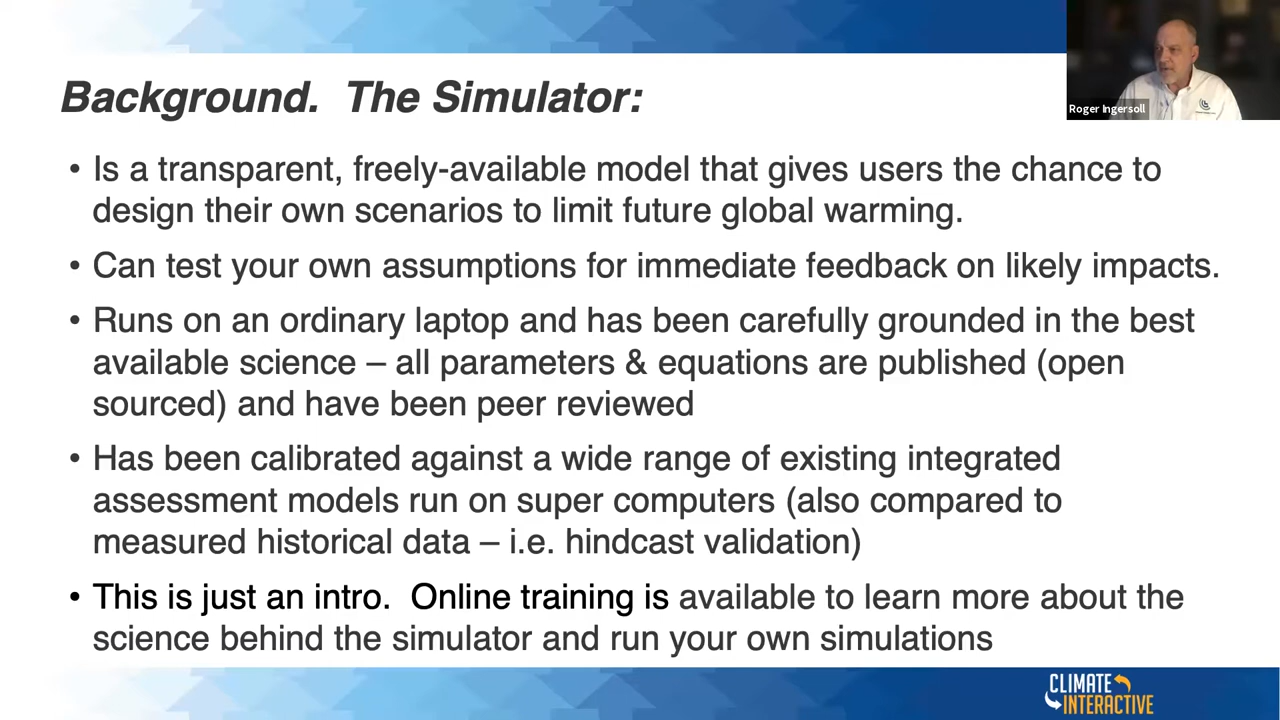 Background. The Simulator:
Roger Ingersoll
• Is a transparent, freely-available model that gives users the chance to
design their own scenarios to limit future global warming.
• Can test your own assumptions for immediate feedback on likely impacts.
• Runs on an ordinary laptop and has been carefully grounded in the best
available science – all parameters & equations are published (open
sourced) and have been peer reviewed
• Has been calibrated against a wide range of existing integrated
assessment models run on super computers (also compared to
measured historical data – i.e. hindcast validation)
• This is just an intro. Online training is available to learn more about the
science behind the simulator and run your own simulations
CLIMATE
INTERACTIVE